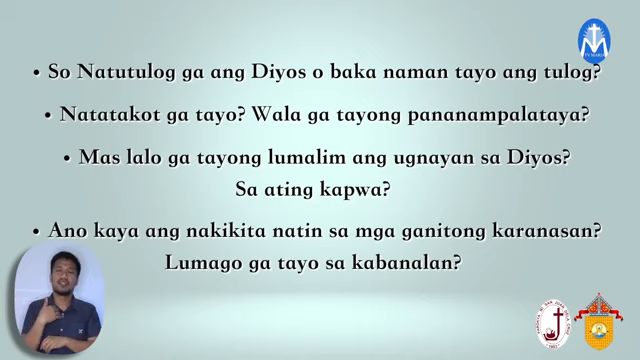 • So Natutulog ga ang Diyos o baka naman tayo ang tulog?
• Natatakot ga tayo? Wala ga tayong pananampalataya?
• Mas lalo ga tayong lumalim ang ugnayan sa Diyos?
Sa ating kapwa?
• Ano kaya ang nakikita natin sa mga ganitong karanasan?
Lumago ga tayo sa kabanalan?
TV MARIA